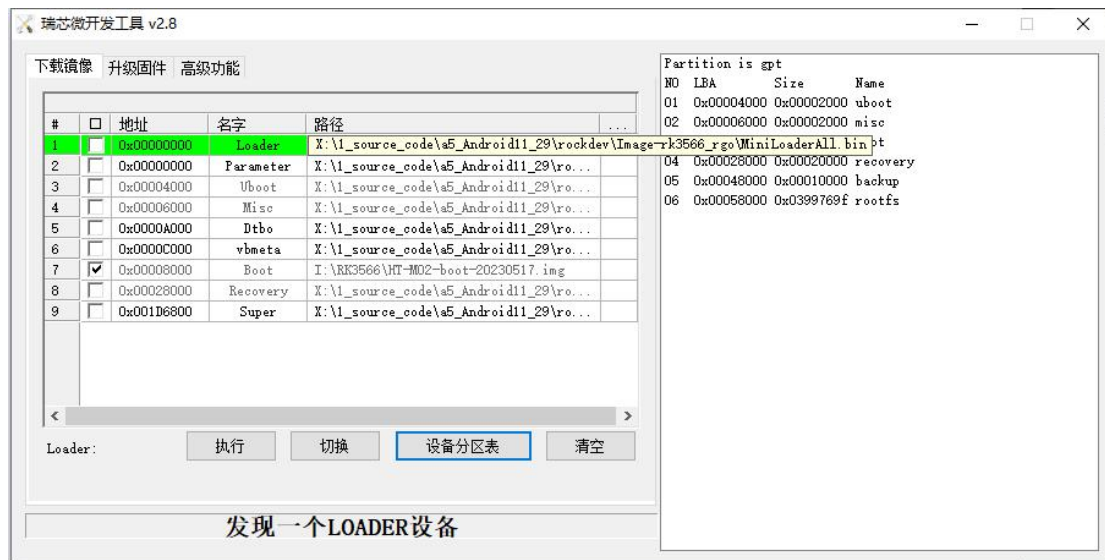 瑞芯微开发工具 v2.8
下载镜像 升级固件 高级功能
# 地址 名字 路径 ...
1 0x00000000 Loader X:\1_source_code\a5_Android11_29\rockdev\Image-rk3566_rgo\MiniLoaderAll.bin
2 0x00000000 Parameter X:\1_source_code\a5_Android11_29\ro...
3 0x00004000 Uboot X:\1_source_code\a5_Android11_29\ro...
4 0x00006000 Misc X:\1_source_code\a5_Android11_29\ro...
5 0x0000A000 Dtbo X:\1_source_code\a5_Android11_29\ro...
6 0x0000C000 vbmeta X:\1_source_code\a5_Android11_29\ro...
7 0x00008000 Boot I:\RK3566\HT-M02-boot-20230517.img
8 0x00028000 Recovery X:\1_source_code\a5_Android11_29\ro...
9 0x001D6800 Super X:\1_source_code\a5_Android11_29\ro...
Loader: 执行 切换 设备分区表 清空
发现一个LOADER设备
Partition is gpt
NO LBA Size Name
01 0x00004000 0x00002000 uboot
02 0x00006000 0x00002000 misc
ot
04 0x00028000 0x00020000 recovery
05 0x00048000 0x00010000 backup
06 0x00058000 0x0399769f rootfs